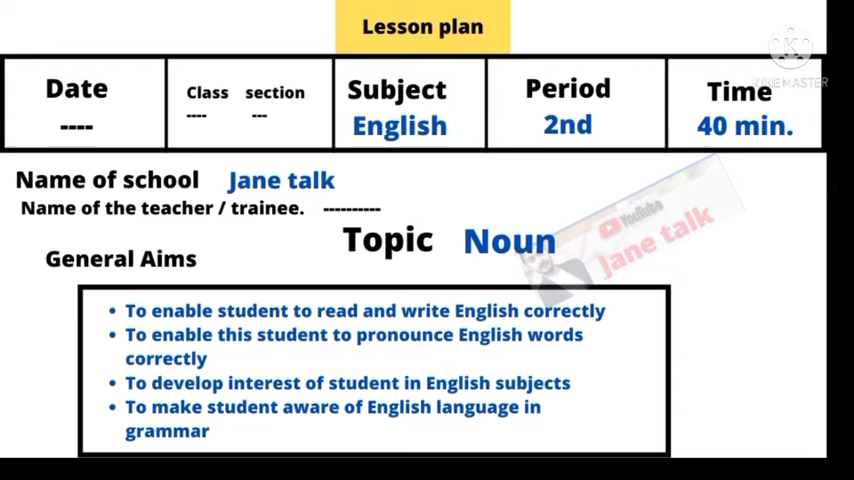 Lesson plan
KINEMASTER
Date
----
Class section
---- ---
Subject
English
Period
2nd
Time
40 min.
Name of school Jane talk
Name of the teacher / trainee. ----------
Topic Noun
YouTube
Jane talk
General Aims
• To enable student to read and write English correctly
• To enable this student to pronounce English words
correctly
• To develop interest of student in English subjects
• To make student aware of English language in
grammar